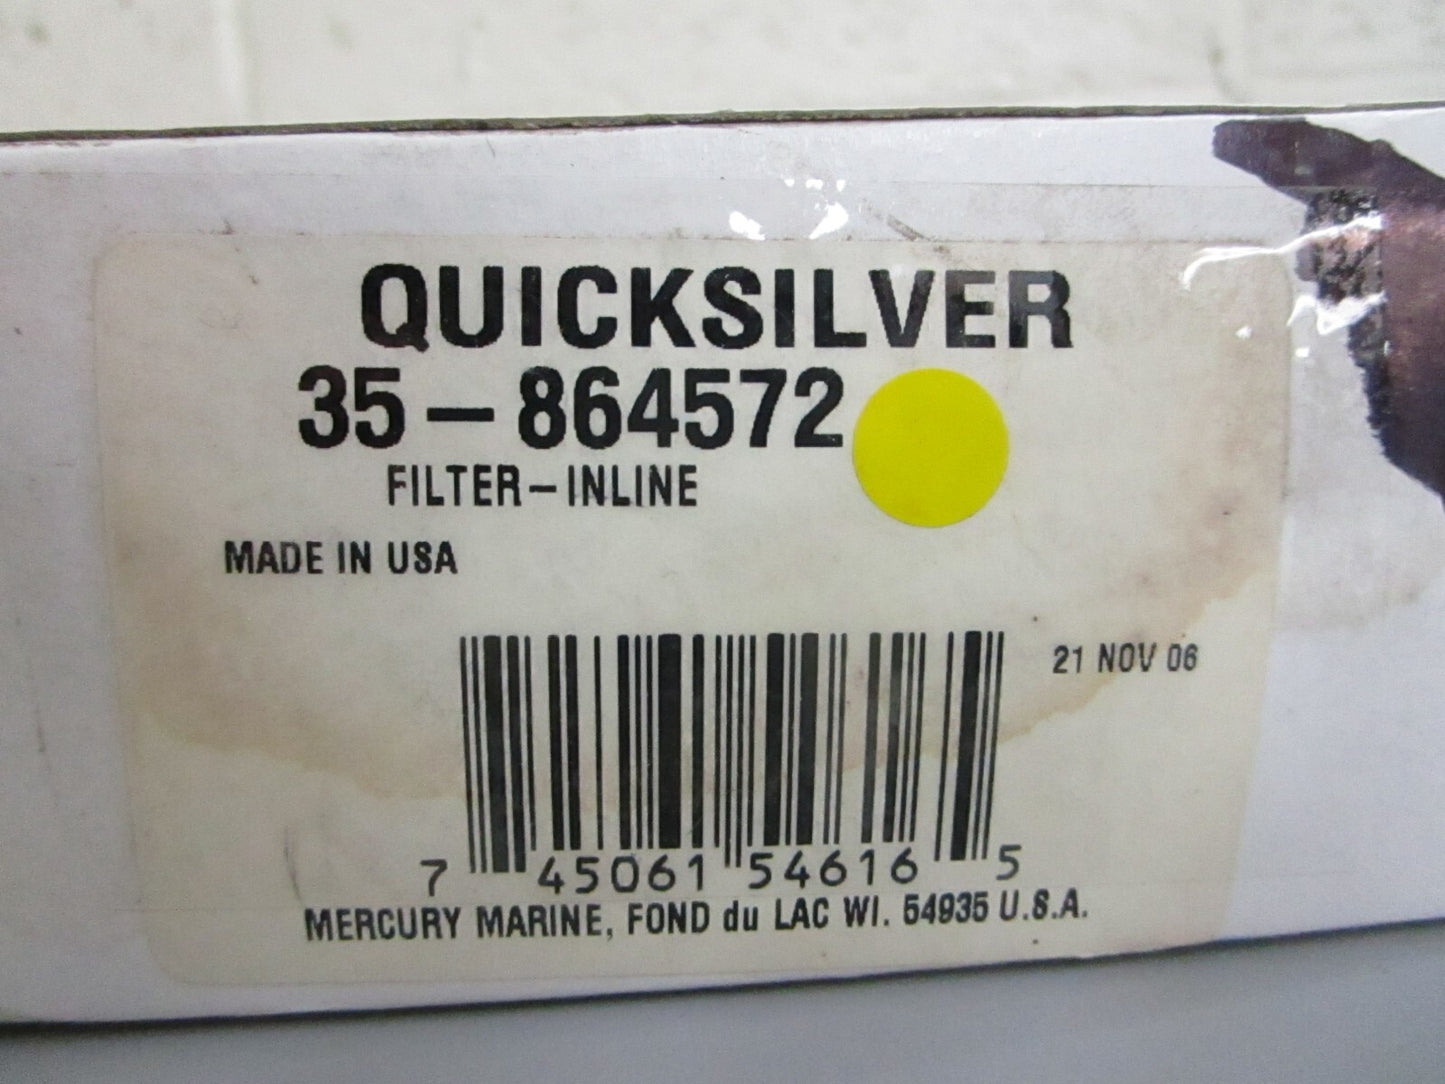 QUICKSILVER
35-864572
FILTER-INLINE
MADE IN USA
21 NOV 06
7 45061 54616 5
MERCURY MARINE, FOND du LAC WI. 54935 U.S.A.